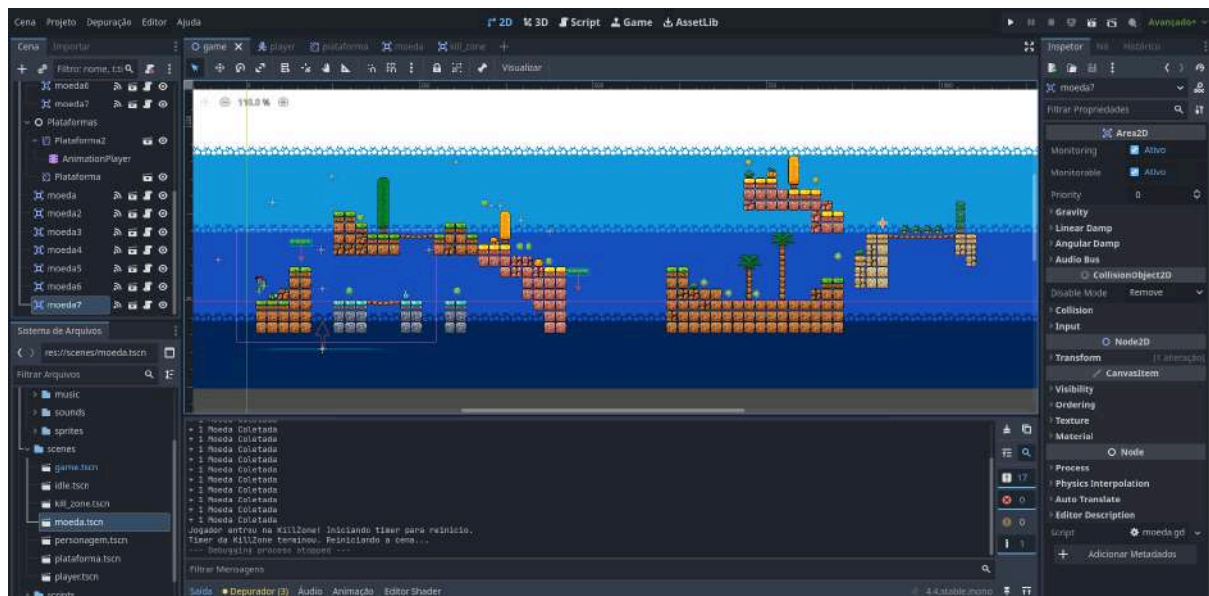 Cena Projeto Depuração Editor Ajuda
2D 3D Script Game AssetLib
Avançado+
Cena Importar
game player plataforma moeda kill_zone
Inspetor Nó Histórico
Filtro: nome, t:ti
Visualizar
moeda6
moeda7
Plataformas
Plataforma2
AnimationPlayer
Plataforma
moeda
moeda2
moeda3
moeda4
moeda5
moeda6
moeda7
Sistema de Arquivos
res://scenes/moeda.tscn
Filtrar Arquivos
music
sounds
sprites
scenes
game.tscn
idle.tscn
kill_zone.tscn
moeda.tscn
personagem.tscn
plataforma.tscn
player.tscn
scripts
110.0 %
+ 1 Moeda Coletada
+ 1 Moeda Coletada
+ 1 Moeda Coletada
+ 1 Moeda Coletada
+ 1 Moeda Coletada
+ 1 Moeda Coletada
+ 1 Moeda Coletada
+ 1 Moeda Coletada
+ 1 Moeda Coletada
+ 1 Moeda Coletada
+ 1 Moeda Coletada
Jogador entrou na KillZone! Iniciando timer para reinício.
Timer da KillZone terminou. Reiniciando a cena...
--- Debugging process stopped ---
Filtrar Mensagens
17
0
0
1
Saída Depurador (3) Áudio Animação Editor Shader
4.4.stable.mono
moeda7
Filtrar Propriedades
Area2D
Monitoring Ativo
Monitorable Ativo
Priority 0
Gravity
Linear Damp
Angular Damp
Audio Bus
CollisionObject2D
Disable Mode Remove
Collision
Input
Node2D
Transform (1 alteração)
CanvasItem
Visibility
Ordering
Texture
Material
Node
Process
Physics Interpolation
Auto Translate
Editor Description
Script moeda.gd
Adicionar Metadados